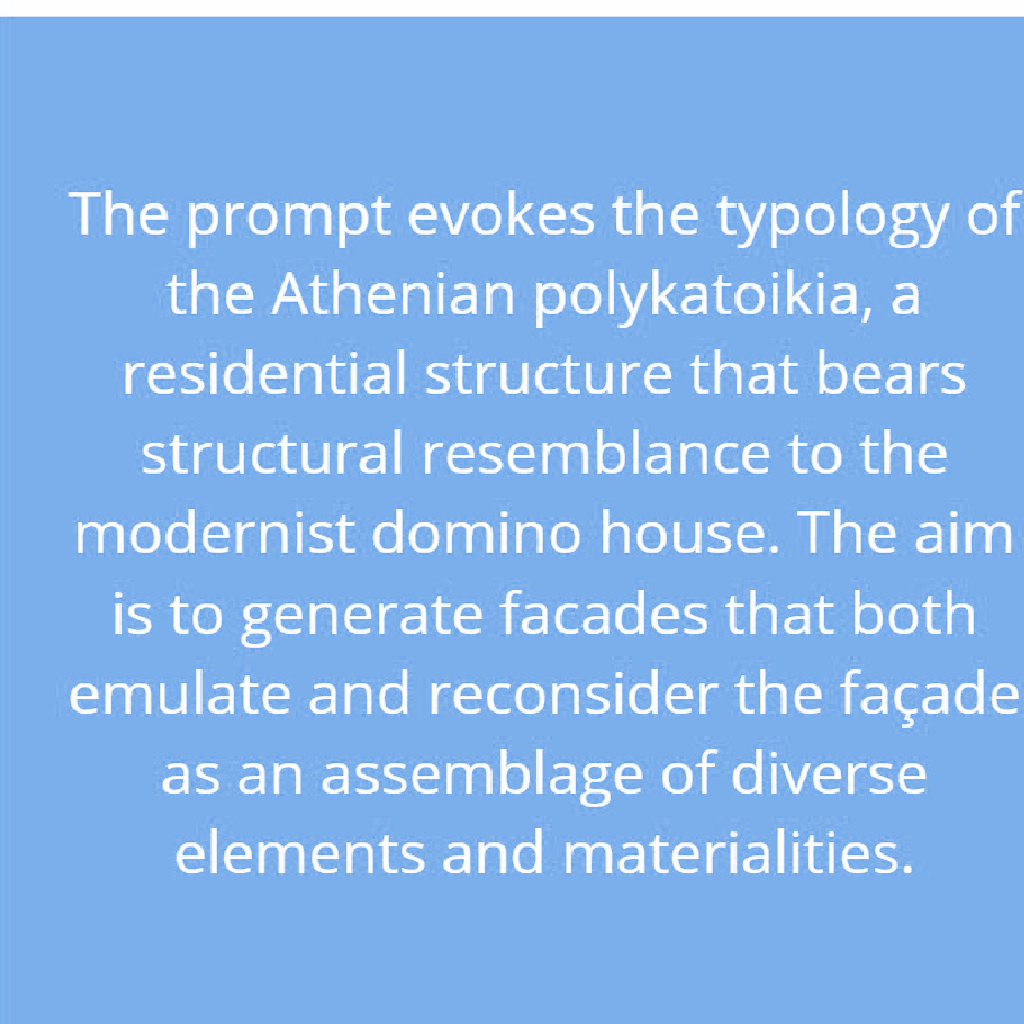 The prompt evokes the typology of
the Athenian polykatoikia, a
residential structure that bears
structural resemblance to the
modernist domino house. The aim
is to generate facades that both
emulate and reconsider the façade
as an assemblage of diverse
elements and materialities.